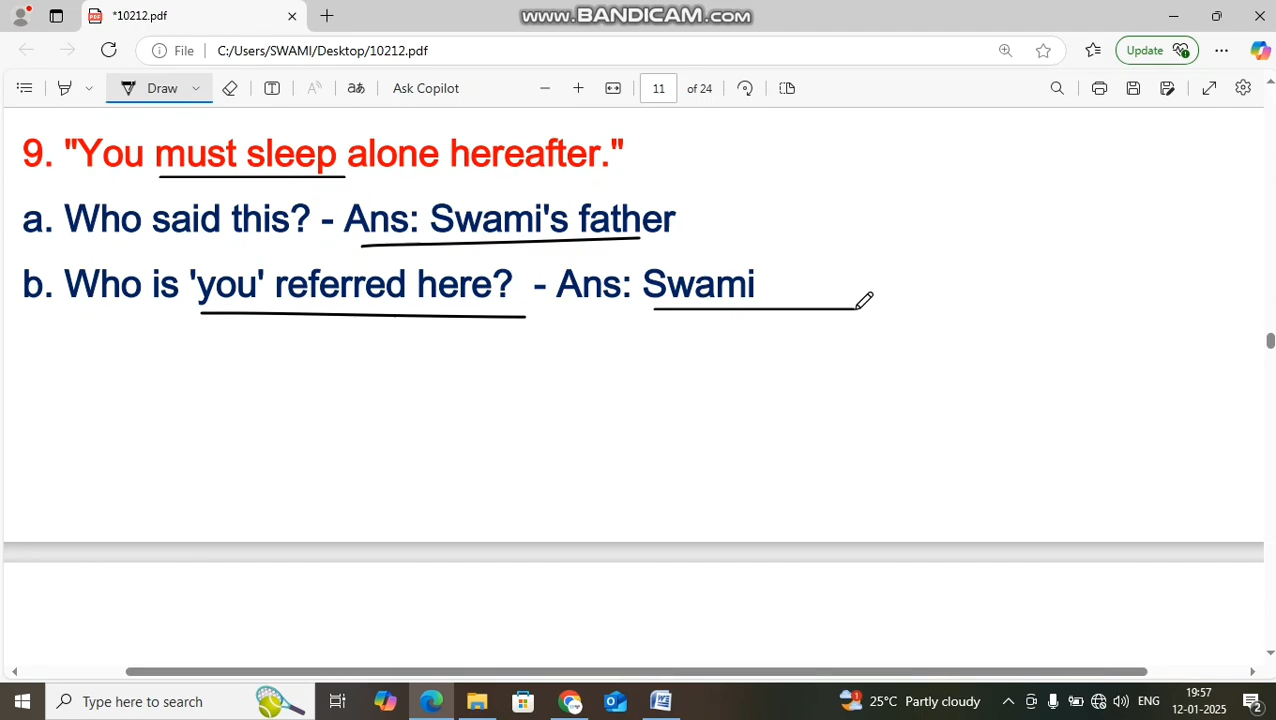 *10212.pdf
www.BANDICAM.com
File C:/Users/SWAMI/Desktop/10212.pdf
Update
Draw
Ask Copilot
11 of 24
9. "You must sleep alone hereafter."
a. Who said this? - Ans: Swami's father
b. Who is 'you' referred here? - Ans: Swami
Type here to search
25°C Partly cloudy
ENG
19:57
12-01-2025